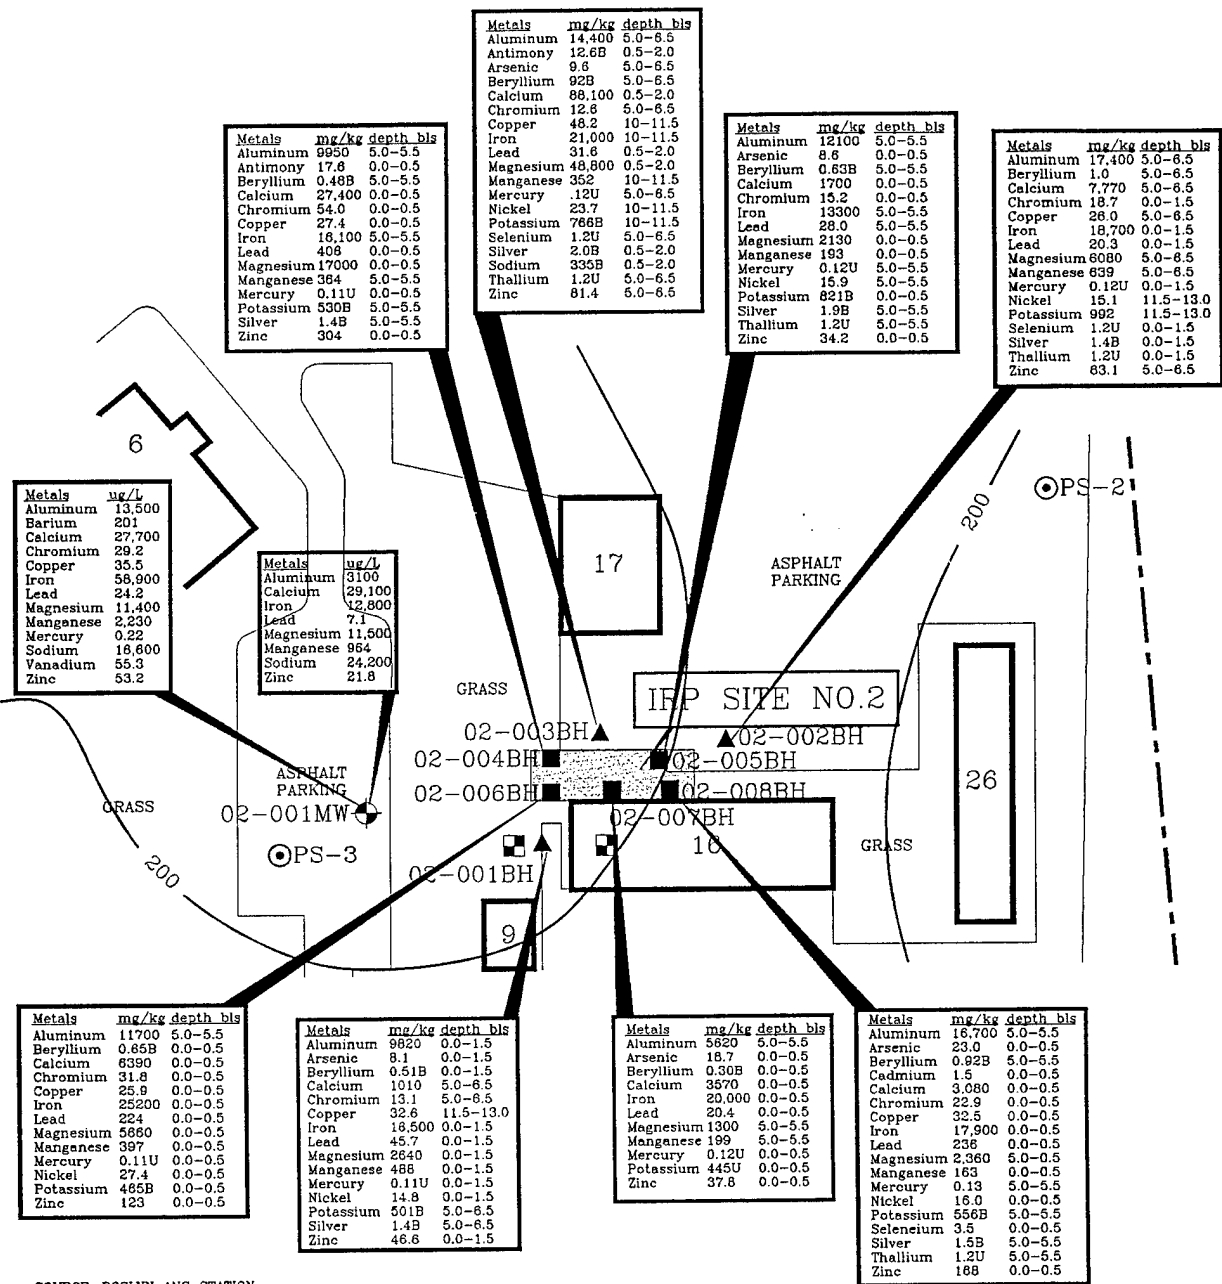 Metals mg/kg depth bls
Aluminum 14,400 5.0-6.5
Antimony 12.6B 0.5-2.0
Arsenic 9.6 5.0-6.5
Beryllium 92B 5.0-6.5
Calcium 88,100 0.5-2.0
Chromium 12.6 5.0-6.5
Copper 48.2 10-11.5
Iron 21,000 10-11.5
Lead 31.6 0.5-2.0
Magnesium 48,800 0.5-2.0
Manganese 352 10-11.5
Mercury .12U 5.0-6.5
Nickel 23.7 10-11.5
Potassium 766B 10-11.5
Selenium 1.2U 5.0-6.5
Silver 2.0B 0.5-2.0
Sodium 335B 0.5-2.0
Thallium 1.2U 5.0-6.5
Zinc 81.4 5.0-6.5
Metals mg/kg depth bls
Aluminum 9950 5.0-5.5
Antimony 17.6 0.0-0.5
Beryllium 0.46B 5.0-5.5
Calcium 27,400 0.0-0.5
Chromium 54.0 0.0-0.5
Copper 27.4 0.0-0.5
Iron 16,100 5.0-5.5
Lead 406 0.0-0.5
Magnesium 17000 0.0-0.5
Manganese 364 5.0-5.5
Mercury 0.11U 0.0-0.5
Potassium 530B 5.0-5.5
Silver 1.4B 5.0-5.5
Zinc 304 0.0-0.5
Metals mg/kg depth bls
Aluminum 12100 5.0-5.5
Arsenic 8.6 0.0-0.5
Beryllium 0.63B 5.0-5.5
Calcium 1700 0.0-0.5
Chromium 15.2 0.0-0.5
Iron 13300 5.0-5.5
Lead 28.0 5.0-5.5
Magnesium 2130 0.0-0.5
Manganese 193 0.0-0.5
Mercury 0.12U 5.0-5.5
Nickel 15.9 5.0-5.5
Potassium 821B 0.0-0.5
Silver 1.9B 5.0-5.5
Thallium 1.2U 5.0-5.5
Zinc 34.2 0.0-0.5
Metals mg/kg depth bls
Aluminum 17,400 5.0-6.5
Beryllium 1.0 5.0-6.5
Calcium 7,770 5.0-6.5
Chromium 18.7 0.0-1.5
Copper 26.0 5.0-6.5
Iron 18,700 0.0-1.5
Lead 20.3 0.0-1.5
Magnesium 6080 5.0-6.5
Manganese 639 5.0-6.5
Mercury 0.12U 0.0-1.5
Nickel 15.1 11.5-13.0
Potassium 992 11.5-13.0
Selenium 1.2U 0.0-1.5
Silver 1.4B 0.0-1.5
Thallium 1.2U 0.0-1.5
Zinc 83.1 5.0-6.5
6
Metals ug/L
Aluminum 13,500
Barium 201
Calcium 27,700
Chromium 29.2
Copper 35.5
Iron 58,900
Lead 24.2
Magnesium 11,400
Manganese 2,230
Mercury 0.22
Sodium 16,600
Vanadium 55.3
Zinc 53.2
Metals ug/L
Aluminum 3100
Calcium 29,100
Iron 12,800
Lead 7.1
Magnesium 11,500
Manganese 964
Sodium 24,200
Zinc 21.8
17
ASPHALT
PARKING
200
PS-2
GRASS
IRP SITE NO.2
02-003BH
02-002BH
02-004BH
02-005BH
26
ASPHALT
PARKING
02-006BH
02-008BH
GRASS
02-001MW
02-007BH
16
GRASS
PS-3
200
02-001BH
9
Metals mg/kg depth bls
Aluminum 11700 5.0-5.5
Beryllium 0.65B 0.0-0.5
Calcium 6390 0.0-0.5
Chromium 31.8 0.0-0.5
Copper 25.9 0.0-0.5
Iron 25200 0.0-0.5
Lead 224 0.0-0.5
Magnesium 5660 0.0-0.5
Manganese 397 0.0-0.5
Mercury 0.11U 0.0-0.5
Nickel 27.4 0.0-0.5
Potassium 465B 0.0-0.5
Zinc 123 0.0-0.5
Metals mg/kg depth bls
Aluminum 9820 0.0-1.5
Arsenic 8.1 0.0-1.5
Beryllium 0.51B 0.0-1.5
Calcium 1010 5.0-6.5
Chromium 13.1 5.0-6.5
Copper 32.6 11.5-13.0
Iron 16,500 0.0-1.5
Lead 45.7 0.0-1.5
Magnesium 2640 0.0-1.5
Manganese 488 0.0-1.5
Mercury 0.11U 0.0-1.5
Nickel 14.8 0.0-1.5
Potassium 501B 5.0-6.5
Silver 1.4B 5.0-6.5
Zinc 46.6 0.0-1.5
Metals mg/kg depth bls
Aluminum 5620 5.0-5.5
Arsenic 18.7 0.0-0.5
Beryllium 0.30B 0.0-0.5
Calcium 3570 0.0-0.5
Iron 20,000 0.0-0.5
Lead 20.4 0.0-0.5
Magnesium 1300 5.0-5.5
Manganese 199 5.0-5.5
Mercury 0.12U 0.0-0.5
Potassium 445U 0.0-0.5
Zinc 37.8 0.0-0.5
Metals mg/kg depth bls
Aluminum 16,700 5.0-5.5
Arsenic 23.0 0.0-0.5
Beryllium 0.92B 5.0-5.5
Cadmium 1.5 0.0-0.5
Calcium 3,080 0.0-0.5
Chromium 22.9 0.0-0.5
Copper 32.5 0.0-0.5
Iron 17,900 0.0-0.5
Lead 236 0.0-0.5
Magnesium 2,360 5.0-0.5
Manganese 163 0.0-0.5
Mercury 0.13 5.0-5.5
Nickel 16.0 0.0-0.5
Potassium 556B 5.0-5.5
Seleneium 3.5 0.0-0.5
Silver 1.5B 5.0-5.5
Thallium 1.2U 5.0-5.5
Zinc 168 0.0-0.5